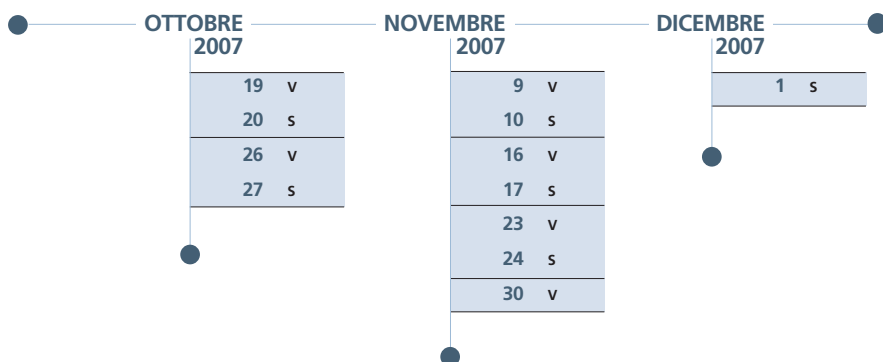 OTTOBRE
2007
19 V
20 S
26 V
27 S
NOVEMBRE
2007
9 V
10 S
16 V
17 S
23 V
24 S
30 V
DICEMBRE
2007
1 S